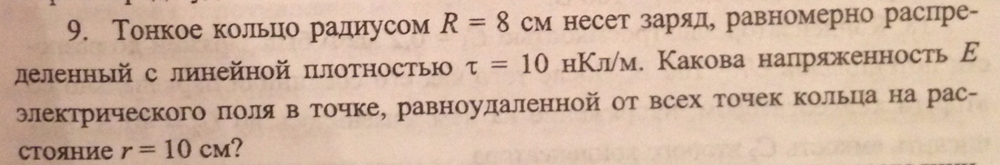 9. Тонкое кольцо радиусом R = 8 см несет заряд, равномерно распре-
деленный с линейной плотностью τ = 10 нКл/м. Какова напряженность E
электрического поля в точке, равноудаленной от всех точек кольца на рас-
стояние r = 10 см?